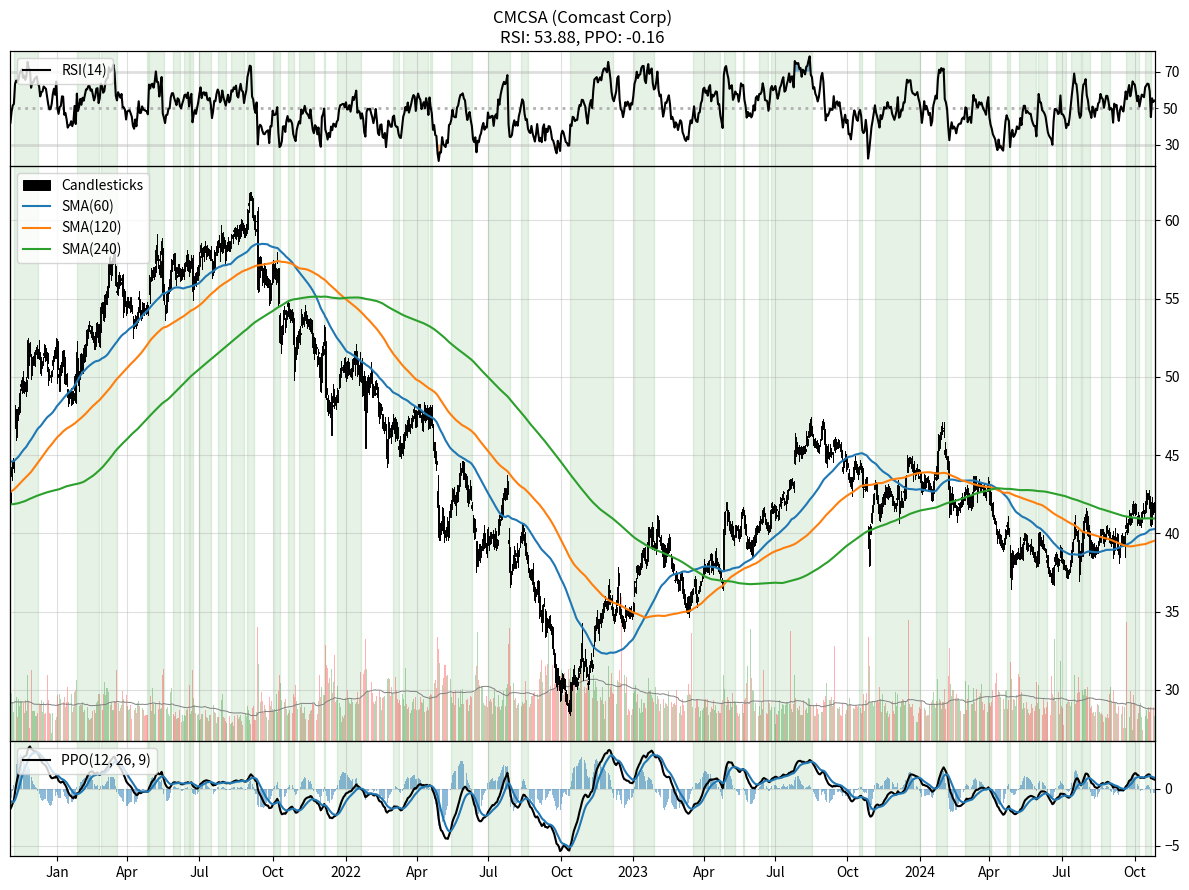 CMCSA (Comcast Corp)
RSI: 53.88, PPO: -0.16
RSI(14)
70
50
30
Candlesticks
SMA(60)
SMA(120)
SMA(240)
60
55
50
45
40
35
30
PPO(12, 26, 9)
0
−5
Jan Apr Jul Oct 2022 Apr Jul Oct 2023 Apr Jul Oct 2024 Apr Jul Oct